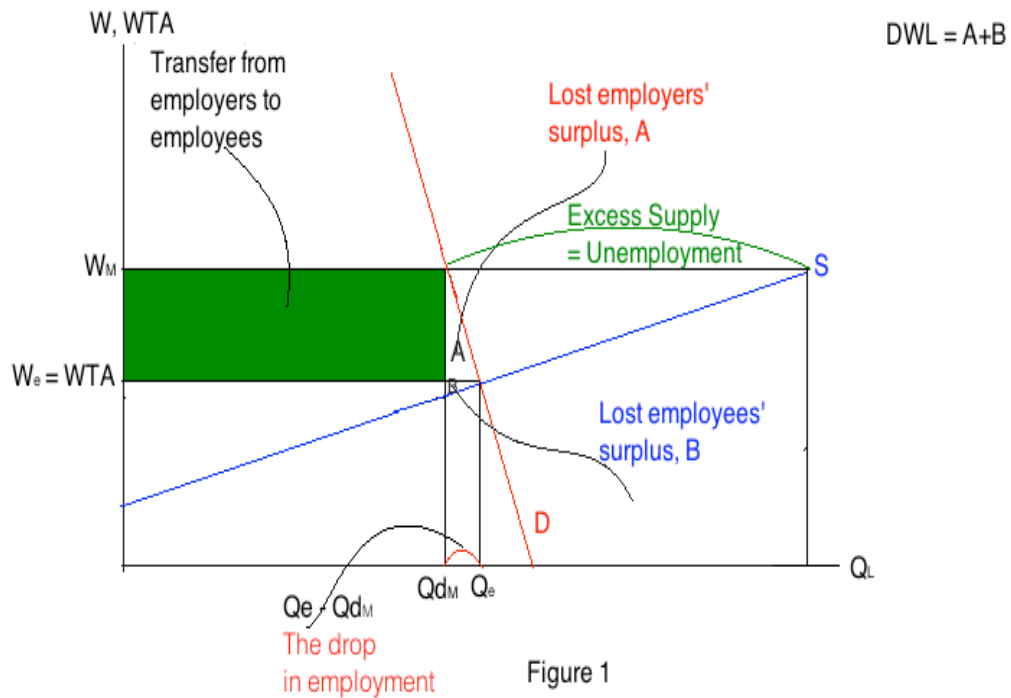 W, WTA
DWL = A+B
Transfer from
employers to
employees
Lost employers'
surplus, A
Excess Supply
= Unemployment
WM
S
A
We = WTA
B
Lost employees'
surplus, B
D
QL
QdM
Qe
Qe - QdM
The drop
in employment
Figure 1